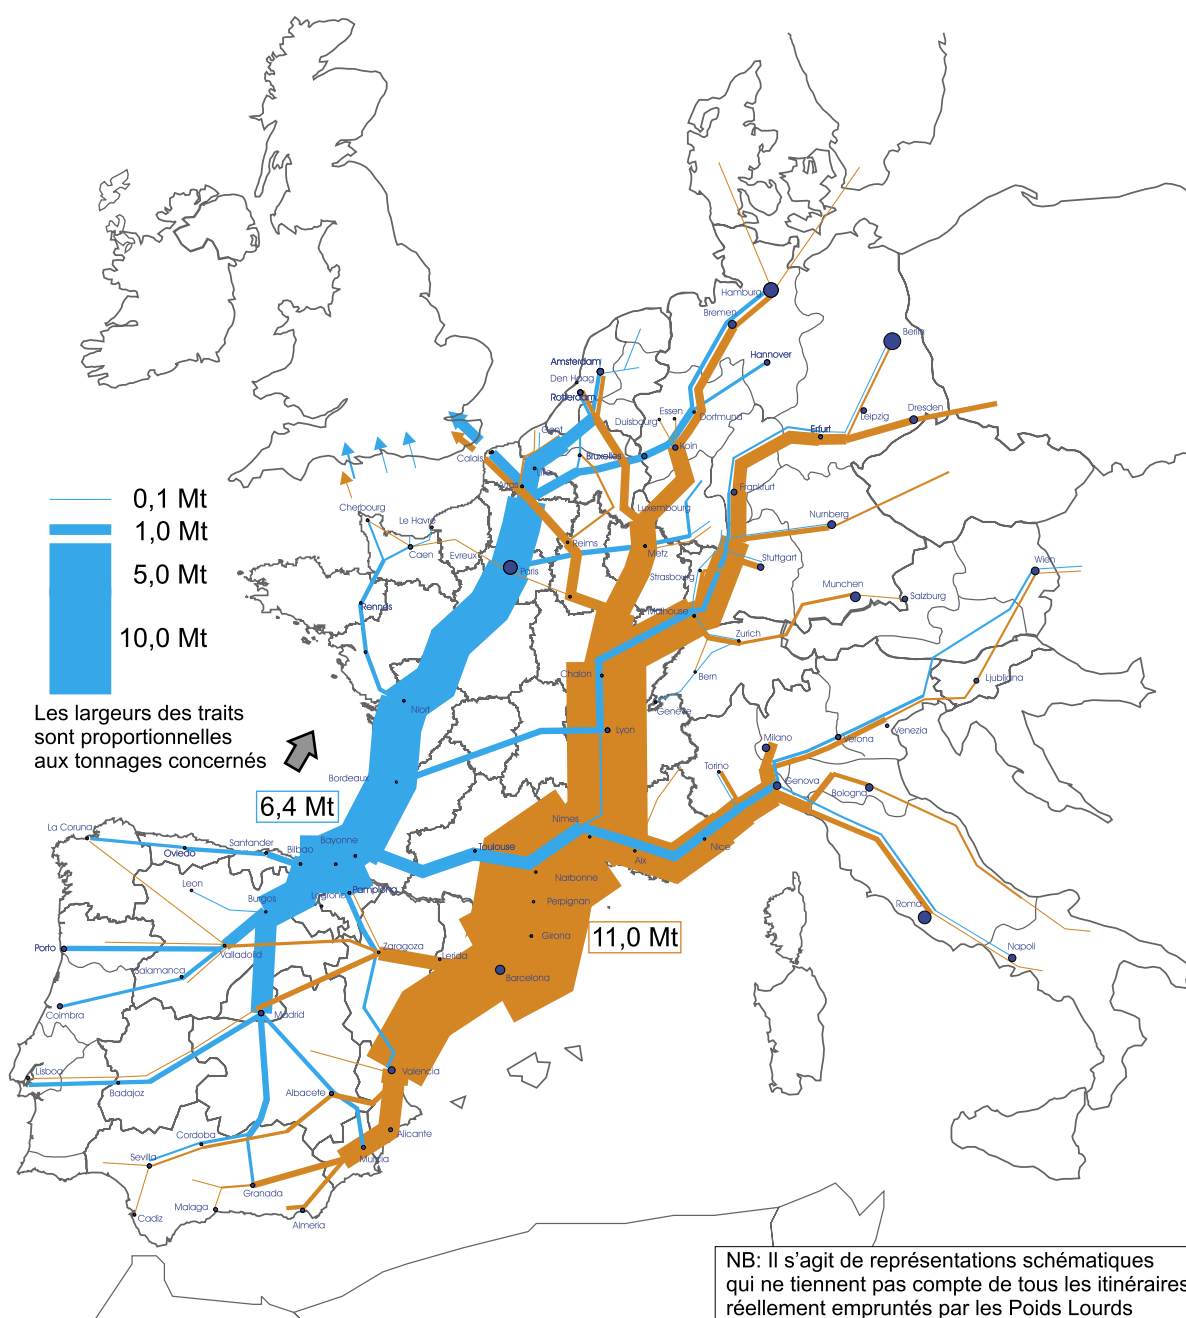 Hamburg
Bremen
Berlin
Hannover
Amsterdam
Den Haag
Rotterdam
Essen
Duisbourg
Dortmund
Leipzig
Dresden
Erfurt
Gent
Koln
Calais
Bruxelles
Lille
Arras
Frankfurt
0,1 Mt
Cherbourg
Luxembourg
Le Havre
Nurnberg
1,0 Mt
Caen
Evreux
Reims
Metz
Stuttgart
Wien
5,0 Mt
Paris
Strasbourg
Munchen
Salzburg
Rennes
Mulhouse
10,0 Mt
Zurich
Chalon
Bern
Ljubljana
Les largeurs des traits
sont proportionnelles
aux tonnages concernés
Niort
Genève
Lyon
Milano
Verona
Venezia
Torino
Bordeaux
Genova
Bologna
6,4 Mt
La Coruna
Nimes
Santander
Bayonne
Oviedo
Bilbao
Toulouse
Aix
Nice
Leon
Logrono
Pamplona
Narbonne
Burgos
Perpignan
Roma
Porto
Valladolid
Zaragoza
Lerida
Girona
11,0 Mt
Napoli
Salamanca
Barcelona
Coimbra
Madrid
Lisboa
Badajoz
Valencia
Albacete
Cordoba
Alicante
Sevilla
Murcia
Granada
Malaga
Cadiz
Almeria
NB: Il s’agit de représentations schématiques
qui ne tiennent pas compte de tous les itinéraires
réellement empruntés par les Poids Lourds